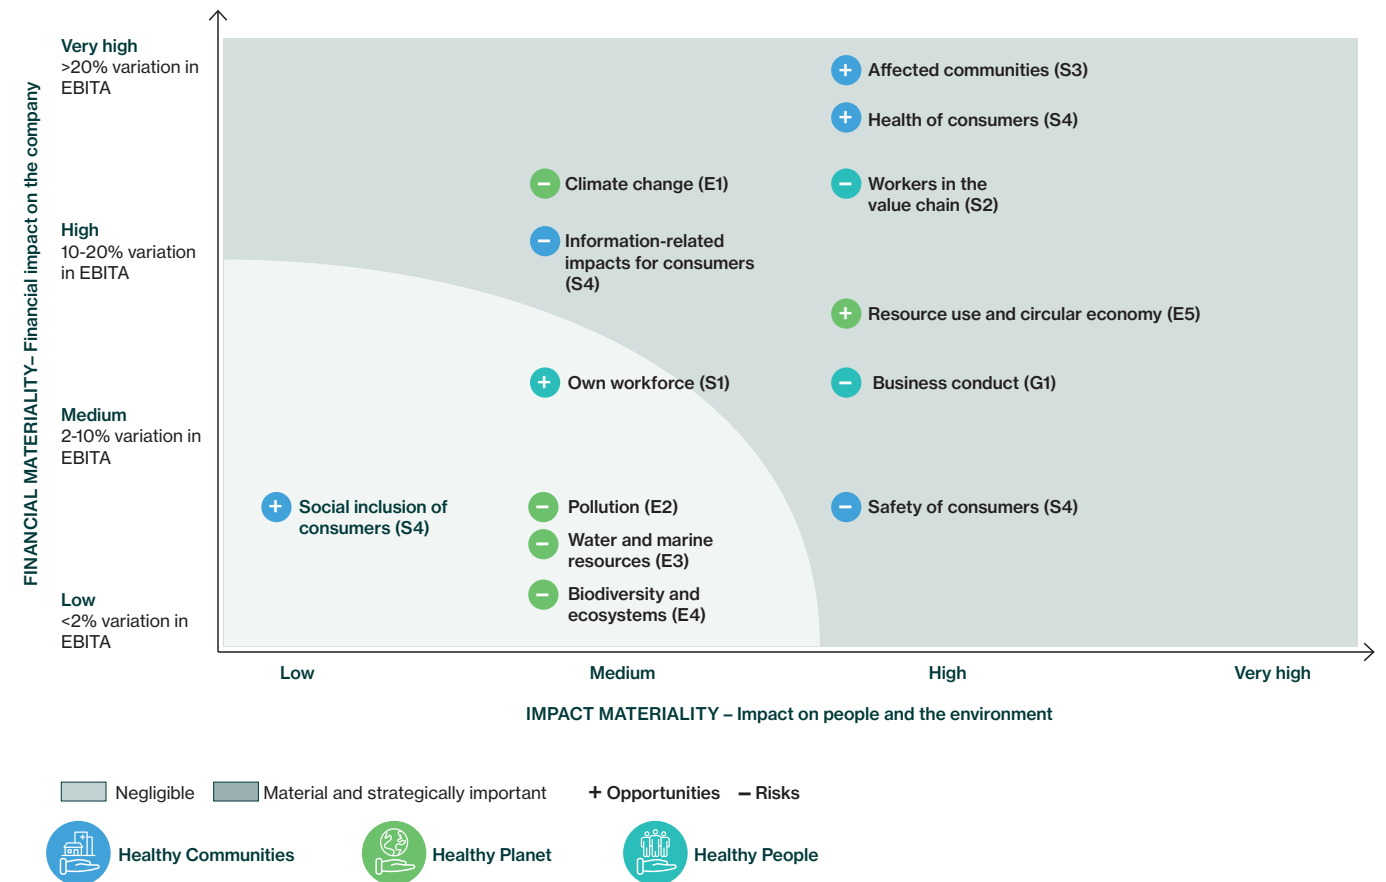 Very high
>20% variation in
EBITA
High
10-20% variation
in EBITA
Medium
2-10% variation in
EBITA
Low
<2% variation in
EBITA
FINANCIAL MATERIALITY– Financial impact on the company
+ Affected communities (S3)
+ Health of consumers (S4)
– Climate change (E1)
– Workers in the
value chain (S2)
– Information-related
impacts for consumers
(S4)
+ Resource use and circular economy (E5)
+ Own workforce (S1)
– Business conduct (G1)
+ Social inclusion of
consumers (S4)
– Pollution (E2)
– Safety of consumers (S4)
– Water and marine
resources (E3)
– Biodiversity and
ecosystems (E4)
Low
Medium
High
Very high
IMPACT MATERIALITY – Impact on people and the environment
Negligible
Material and strategically important
+ Opportunities
– Risks
Healthy Communities
Healthy Planet
Healthy People